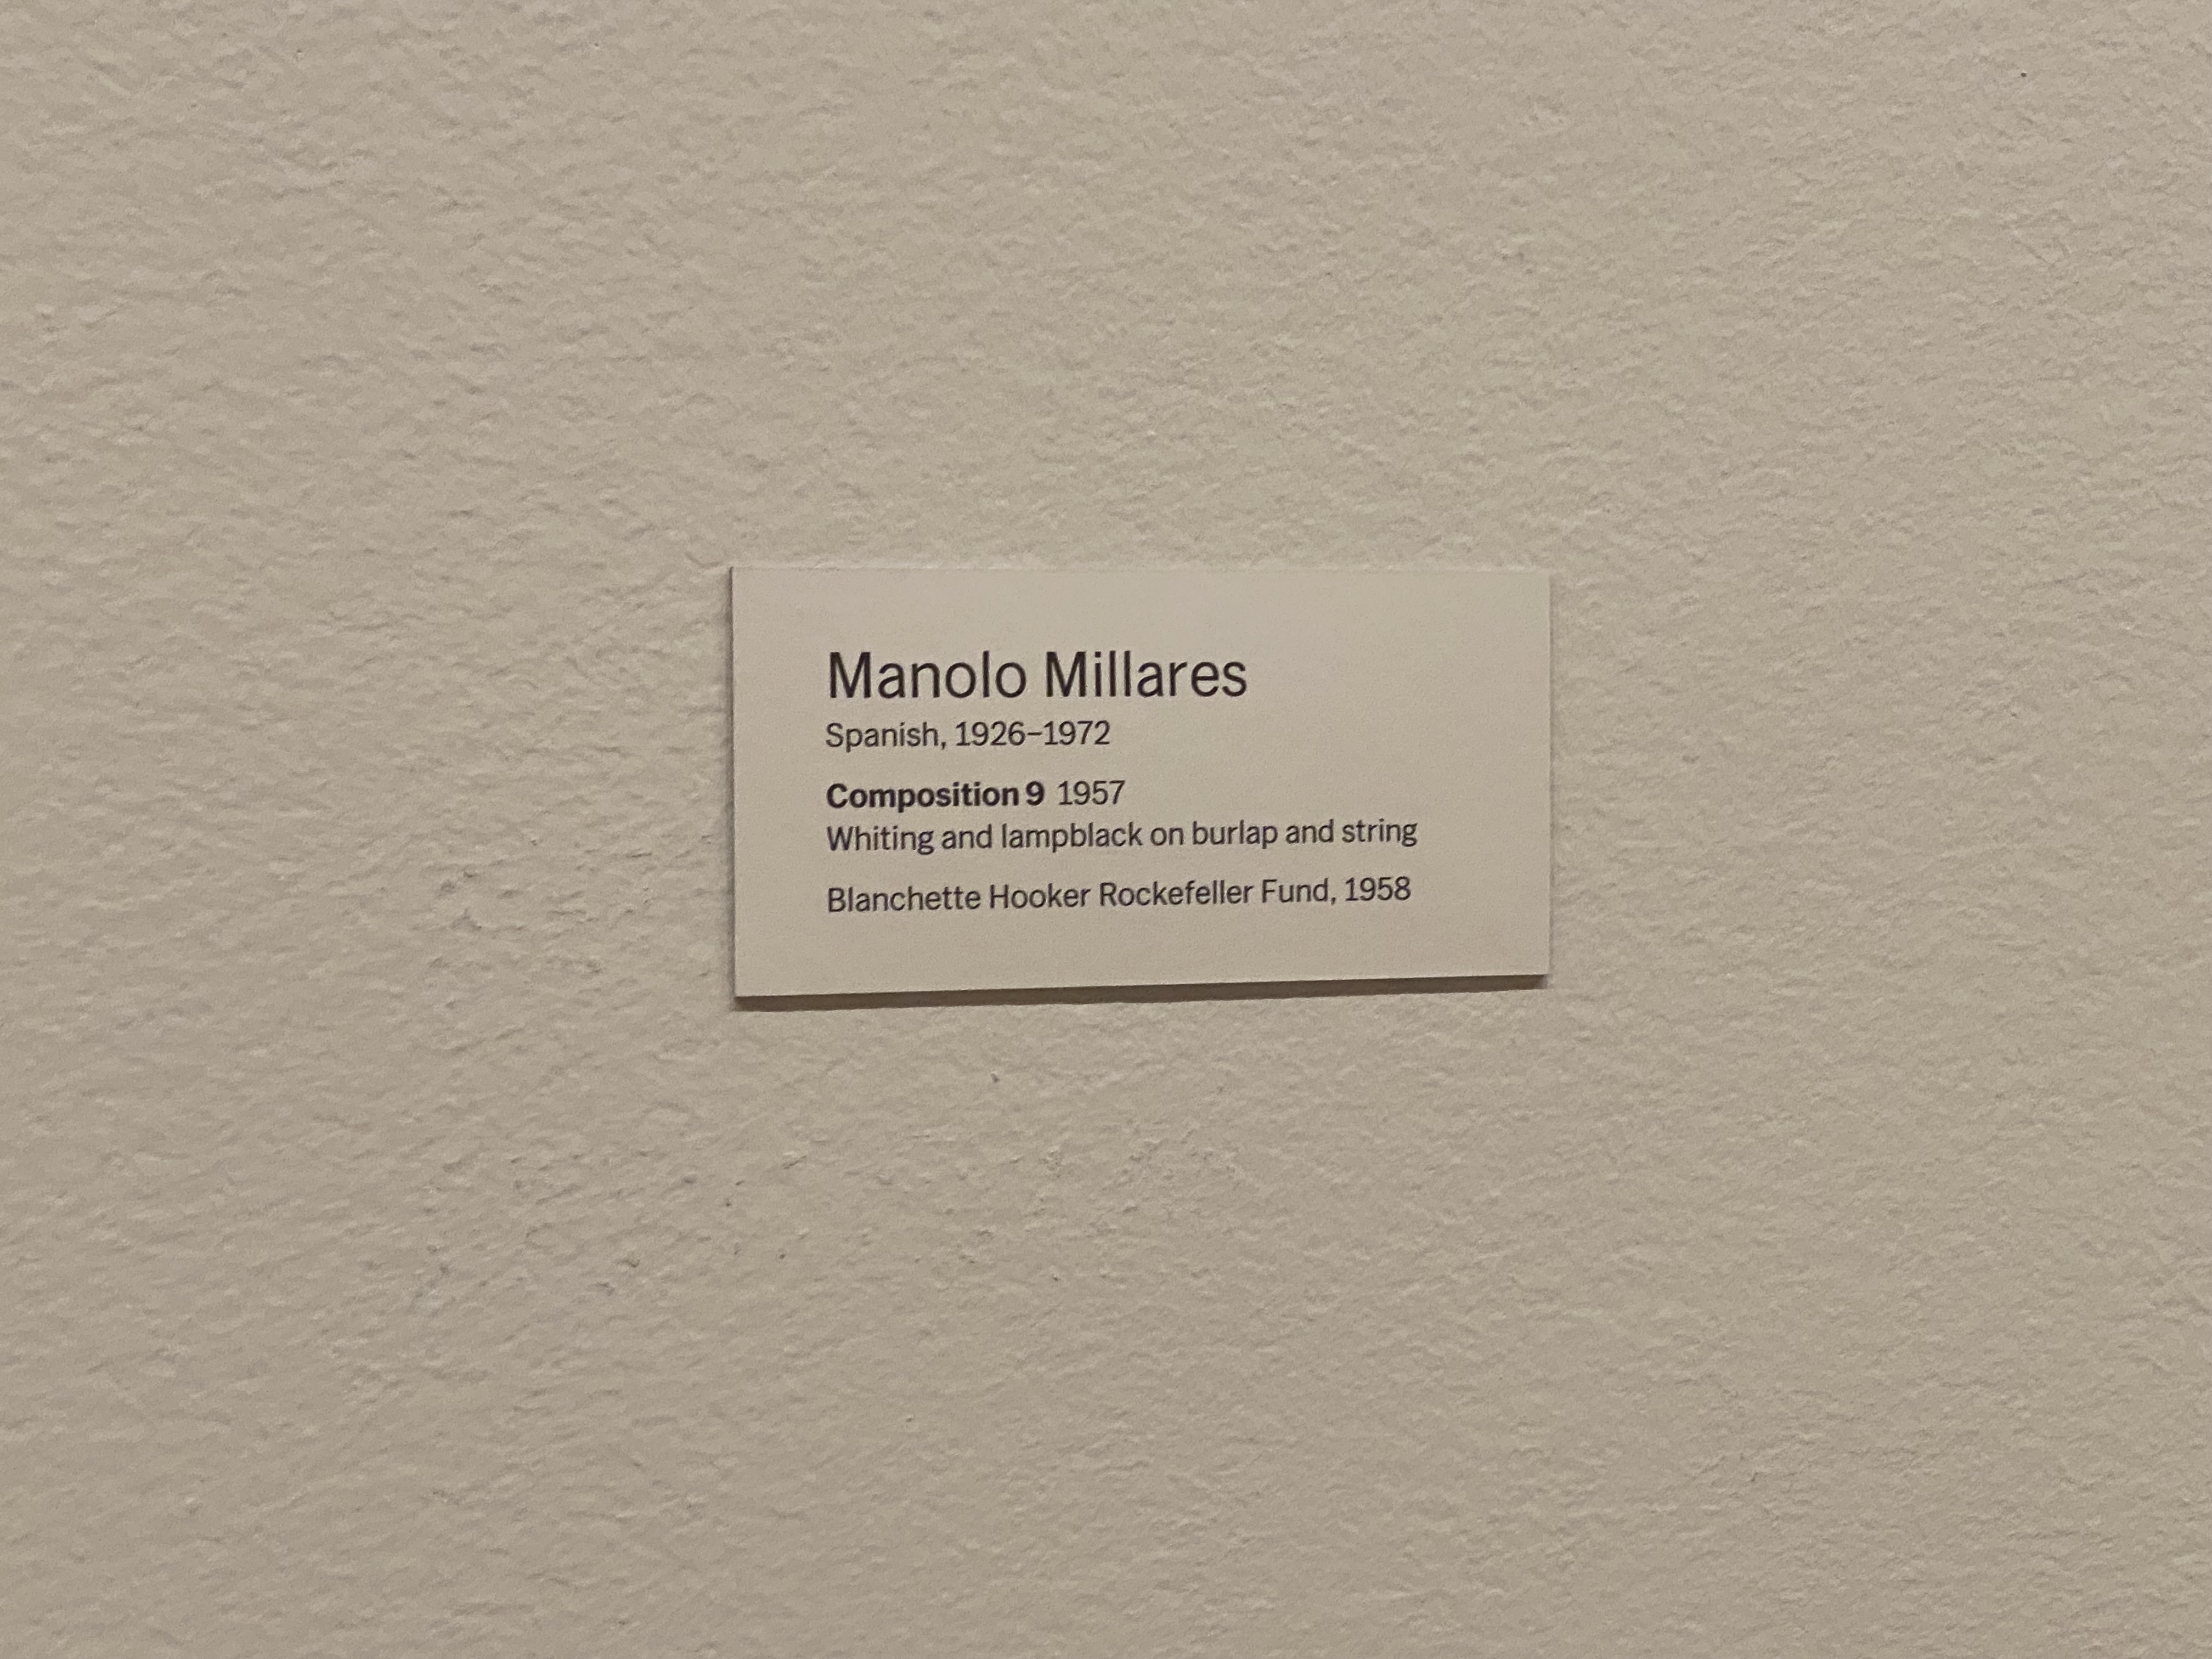 Manolo Millares
Spanish, 1926–1972
Composition 9 1957
Whiting and lampblack on burlap and string
Blanchette Hooker Rockefeller Fund, 1958